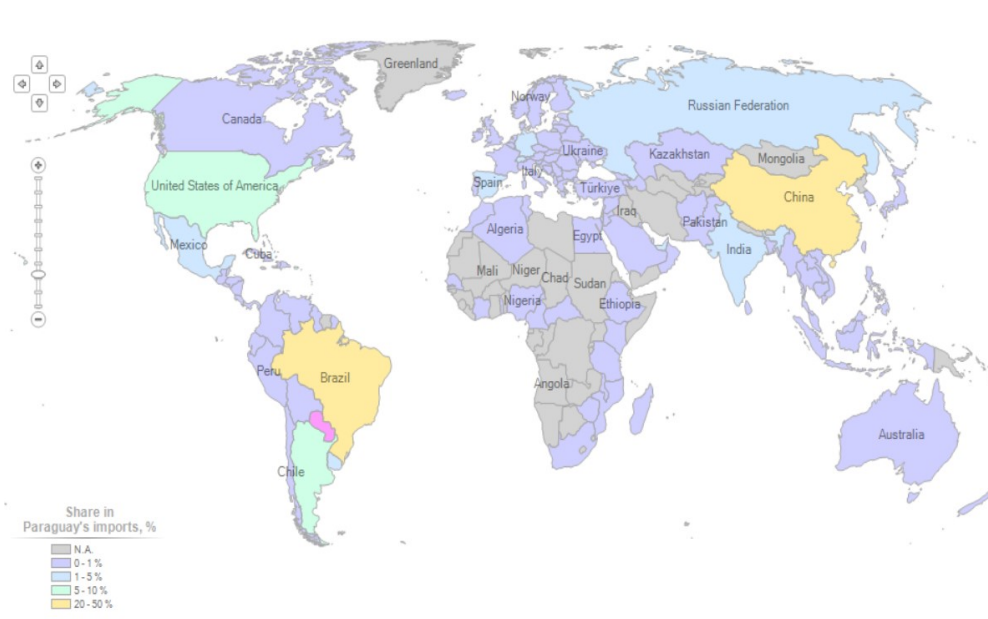 Greenland
Norway
Russian Federation
Canada
Ukraine
Kazakhstan
Mongolia
Italy
United States of America
Spain
Türkiye
China
Iraq
Pakistan
Mexico
Algeria
Egypt
India
Cuba
Mali
Niger
Chad
Sudan
Nigeria
Ethiopia
Peru
Brazil
Angola
Australia
Chile
Share in
Paraguay's imports, %
N.A.
0 - 1 %
1 - 5 %
5 - 10 %
20 - 50 %